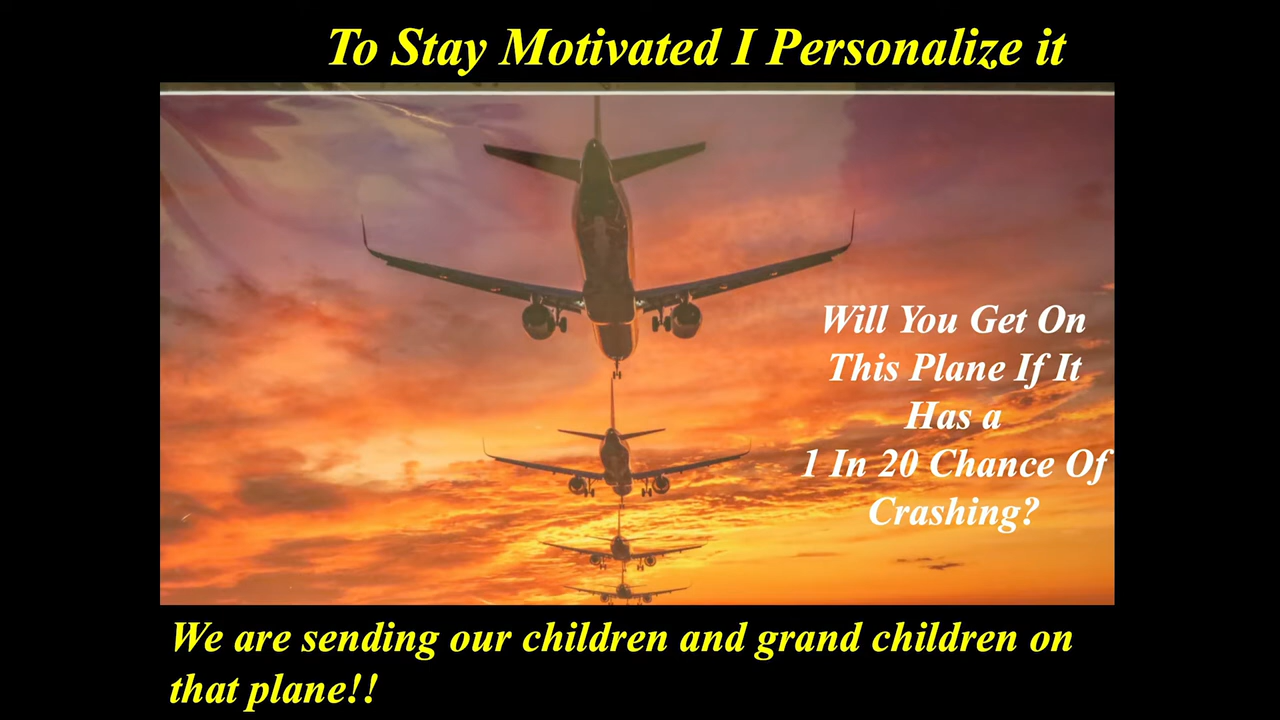 To Stay Motivated I Personalize it
Will You Get On
This Plane If It
Has a
1 In 20 Chance Of
Crashing?
We are sending our children and grand children on
that plane!!